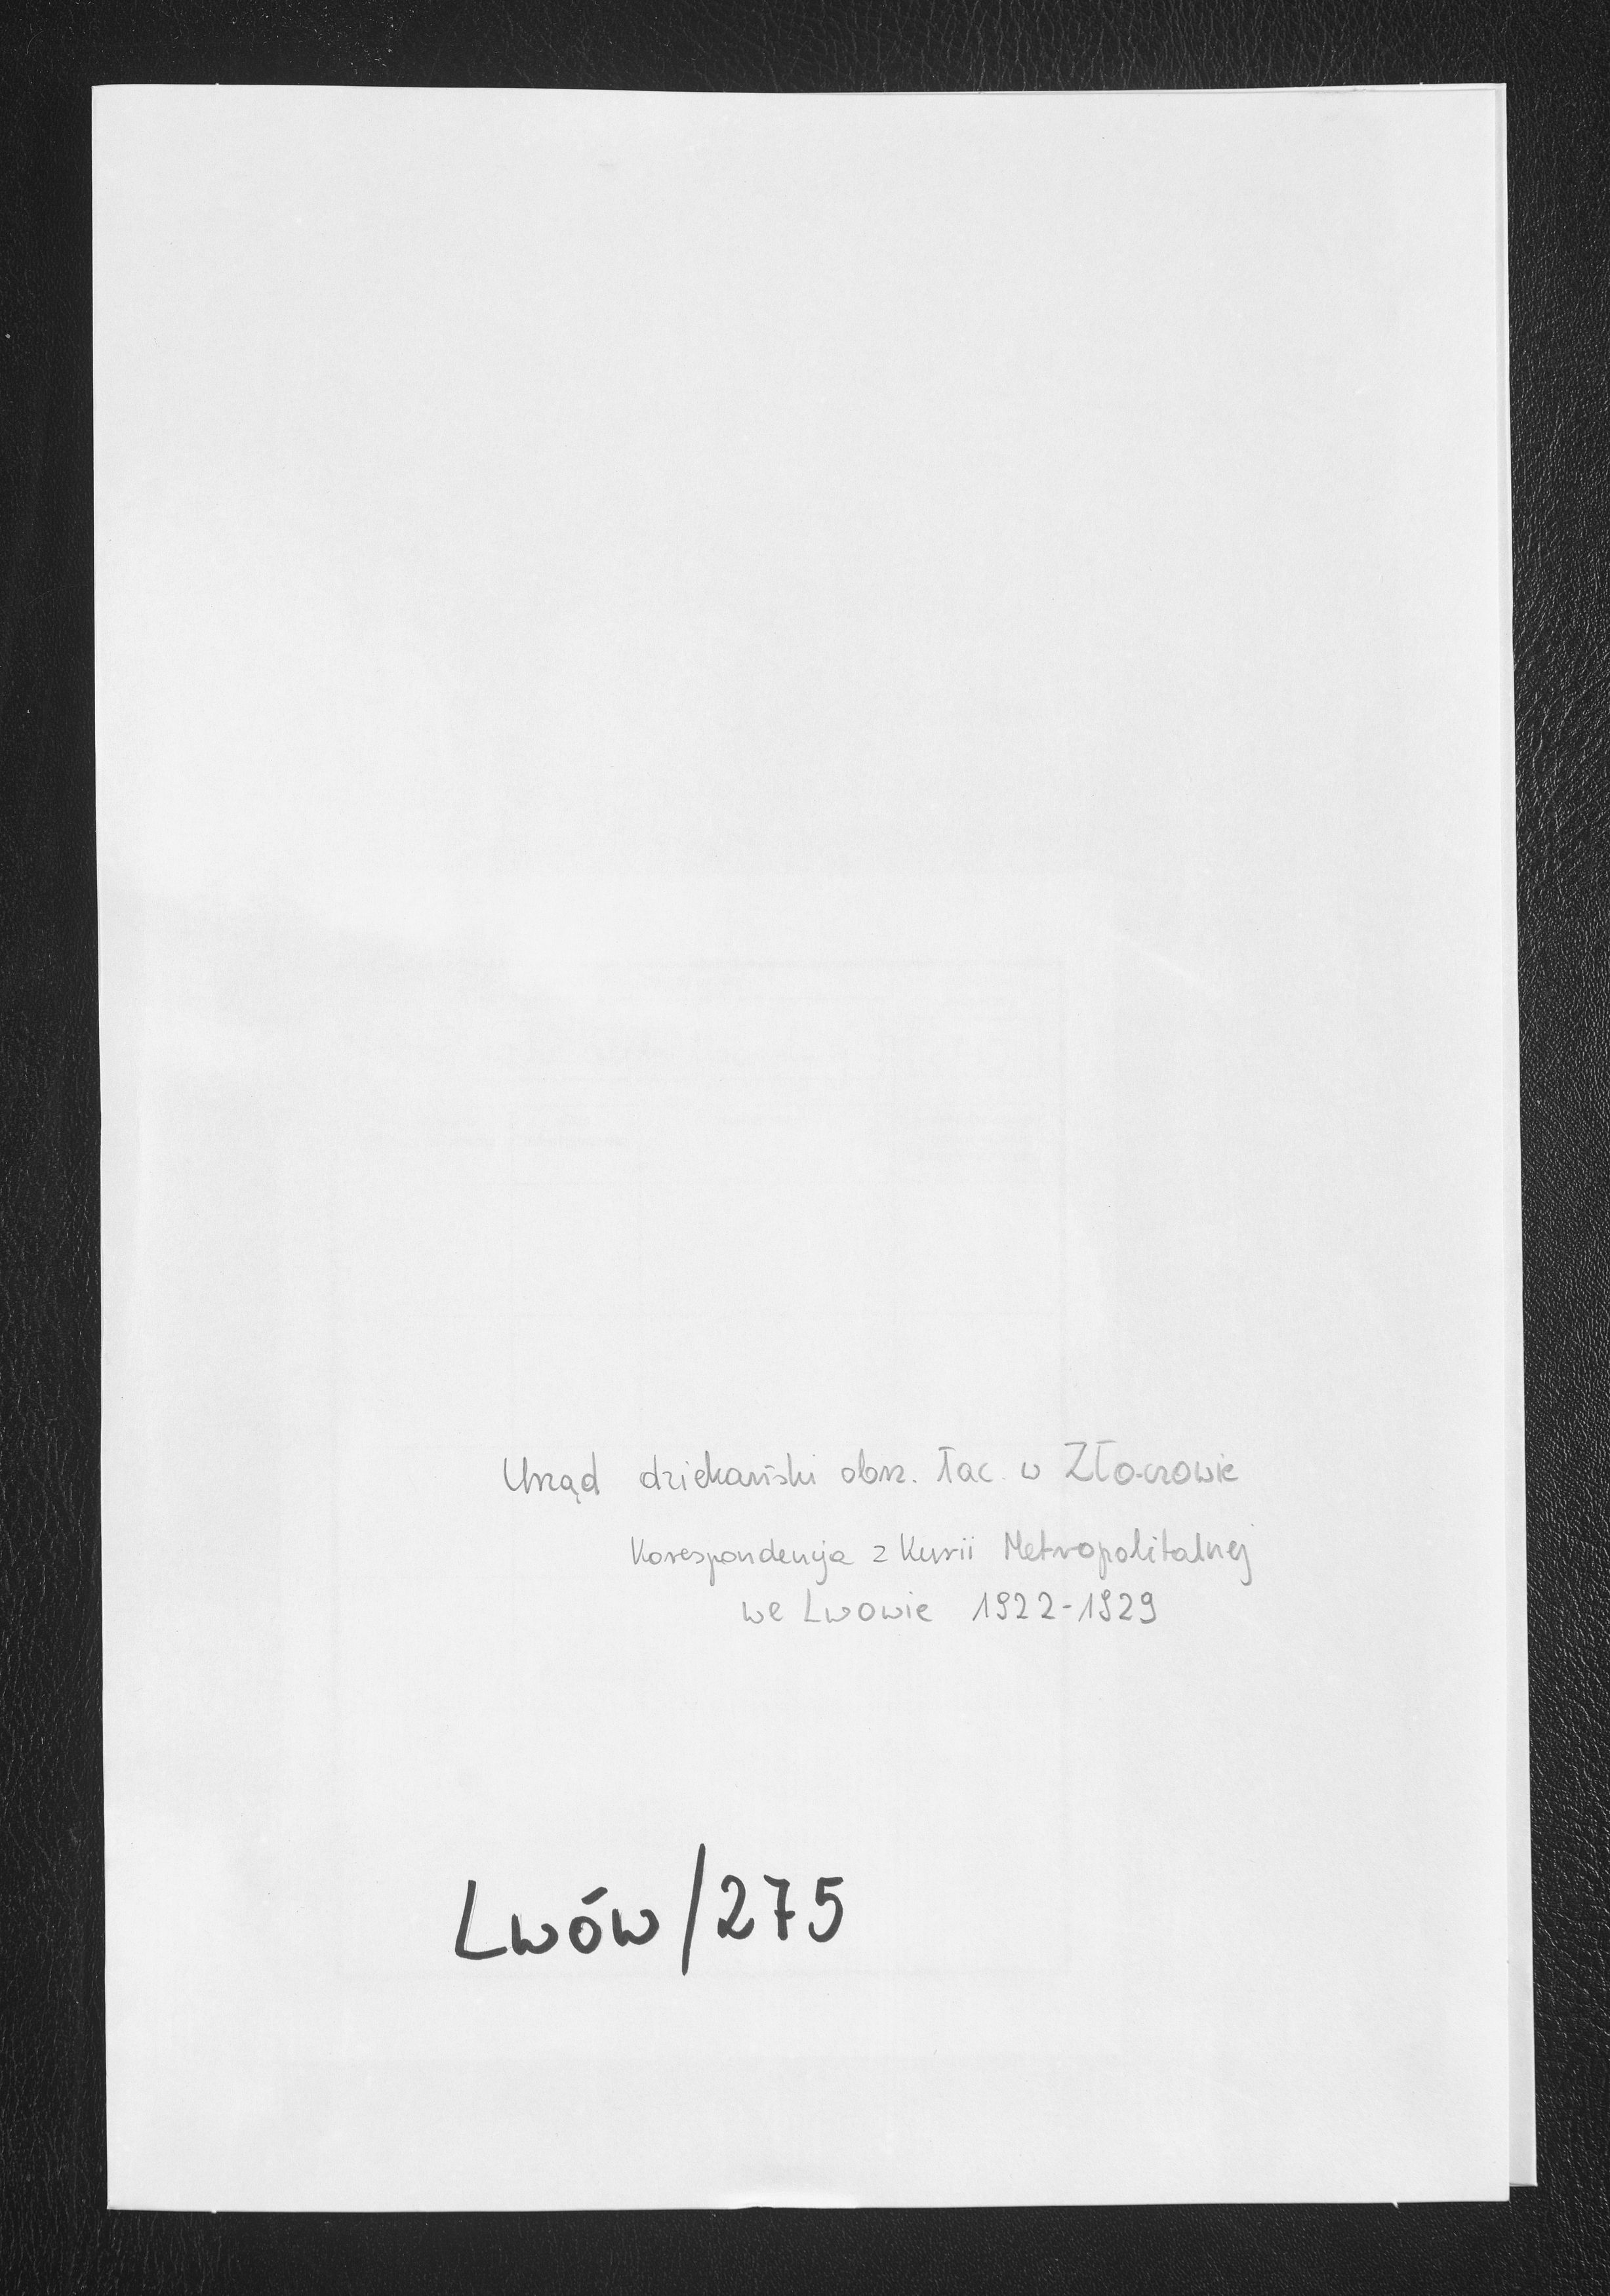 Urząd dziekański obrz. łac. w Złoczowie
Korespondencja z Kurii Metropolitalnej
we Lwowie 1922-1929
Lwów/275